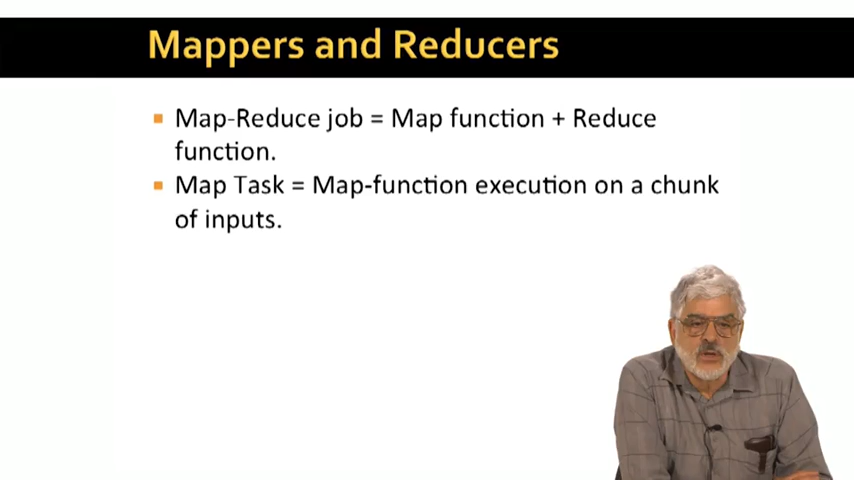 Mappers and Reducers
Map-Reduce job = Map function + Reduce
function.
Map Task = Map-function execution on a chunk
of inputs.